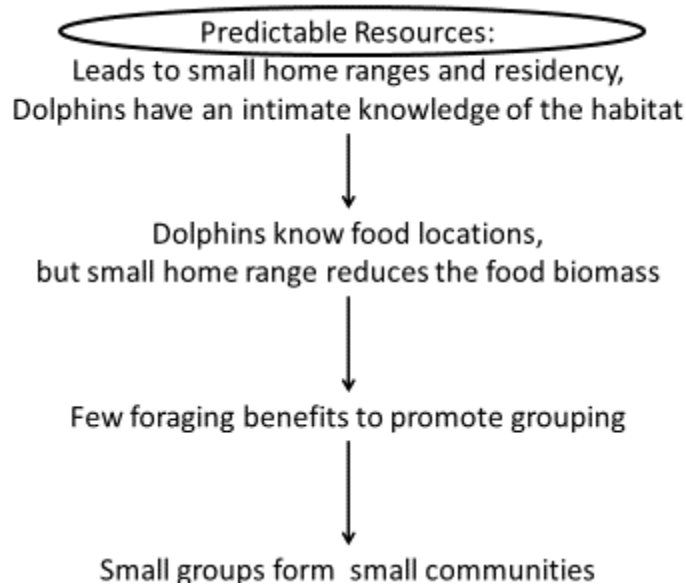 Predictable Resources:
Leads to small home ranges and residency,
Dolphins have an intimate knowledge of the habitat
Dolphins know food locations,
but small home range reduces the food biomass
Few foraging benefits to promote grouping
Small groups form small communities